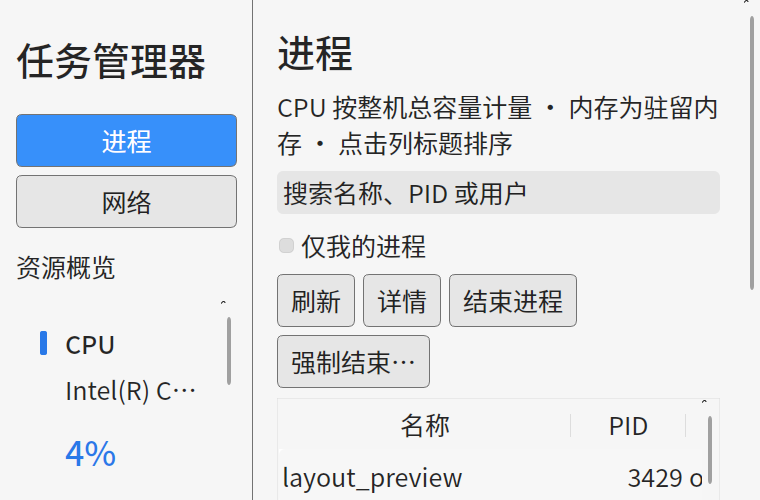 任务管理器
进程
网络
资源概览
CPU
Intel(R) C…
4%
进程
CPU 按整机总容量计量 • 内存为驻留内
存 • 点击列标题排序
搜索名称、PID 或用户
仅我的进程
刷新 详情 结束进程
强制结束…
名称 PID
layout_preview 3429 o